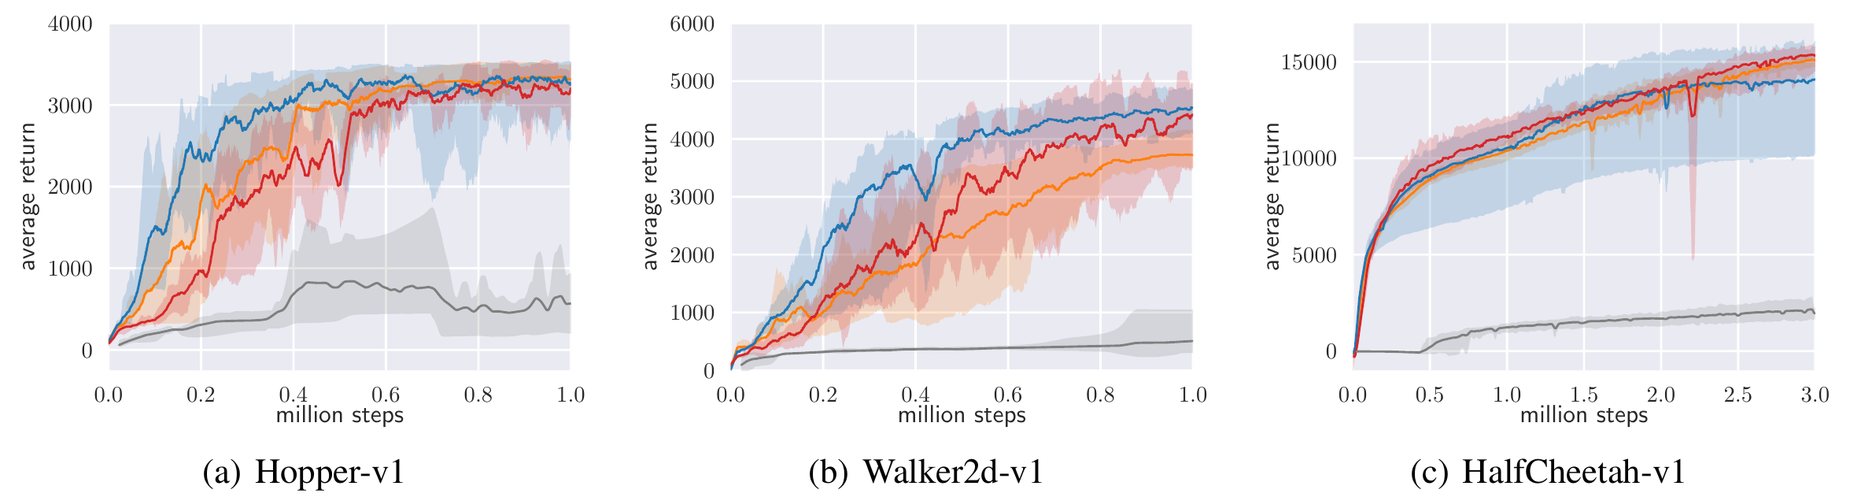 4000
3000
2000
1000
0
average return
0.0 0.2 0.4 0.6 0.8 1.0
million steps
(a) Hopper-v1
6000
5000
4000
3000
2000
1000
0
average return
0.0 0.2 0.4 0.6 0.8 1.0
million steps
(b) Walker2d-v1
15000
10000
5000
0
average return
0.0 0.5 1.0 1.5 2.0 2.5 3.0
million steps
(c) HalfCheetah-v1